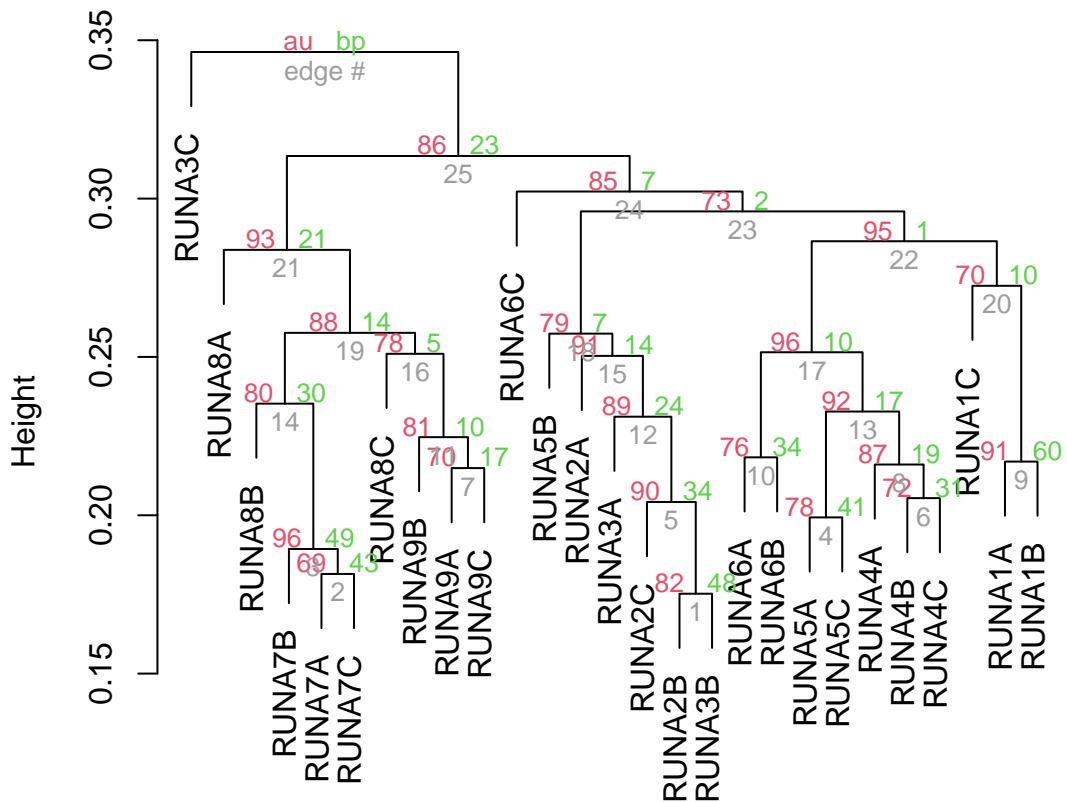 0.35
au bp
edge #
86 23
25
85 7
24
73 2
23
0.30
RUNA3C
93 21
21
95 1
22
70 10
20
88 14
19
78 5
16
79 7
18
91 14
15
96 10
17
0.25
RUNA8A
RUNA6C
RUNA1C
80 30
14
89 24
12
92 17
13
81 10
11
70 17
7
76 34
10
87 19
8
72 31
6
91 60
9
Height
0.20
90 34
5
78 41
4
RUNA8B
RUNA8C
RUNA9B
RUNA9A
RUNA9C
RUNA5B
RUNA2A
RUNA3A
RUNA2C
96 49
3
69 43
2
82 48
1
RUNA6A
RUNA6B
RUNA5A
RUNA5C
RUNA4A
RUNA4B
RUNA4C
RUNA1A
RUNA1B
0.15
RUNA7B
RUNA7A
RUNA7C
RUNA2B
RUNA3B